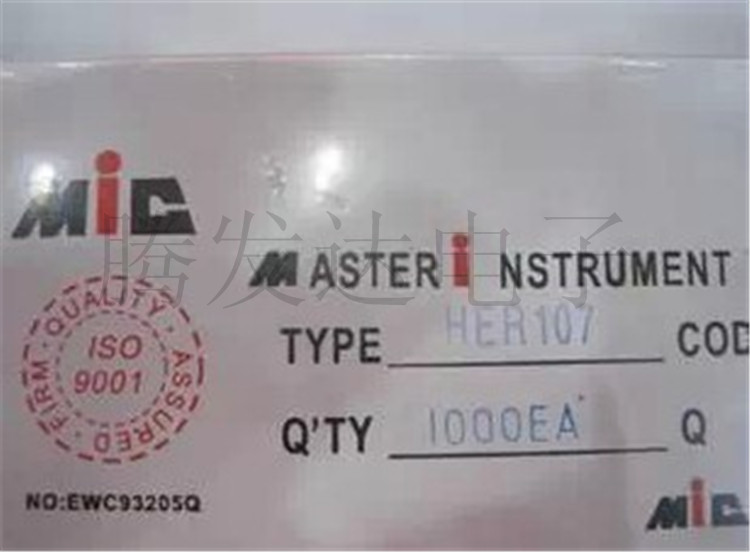 MiC
腾发达电子
MASTER iNSTRUMENT
QUALITY · ASSURED · FIRM ·
ISO
9001
TYPE HER107 COD
Q'TY 1000EA Q
NO:EWC93205Q
MiC